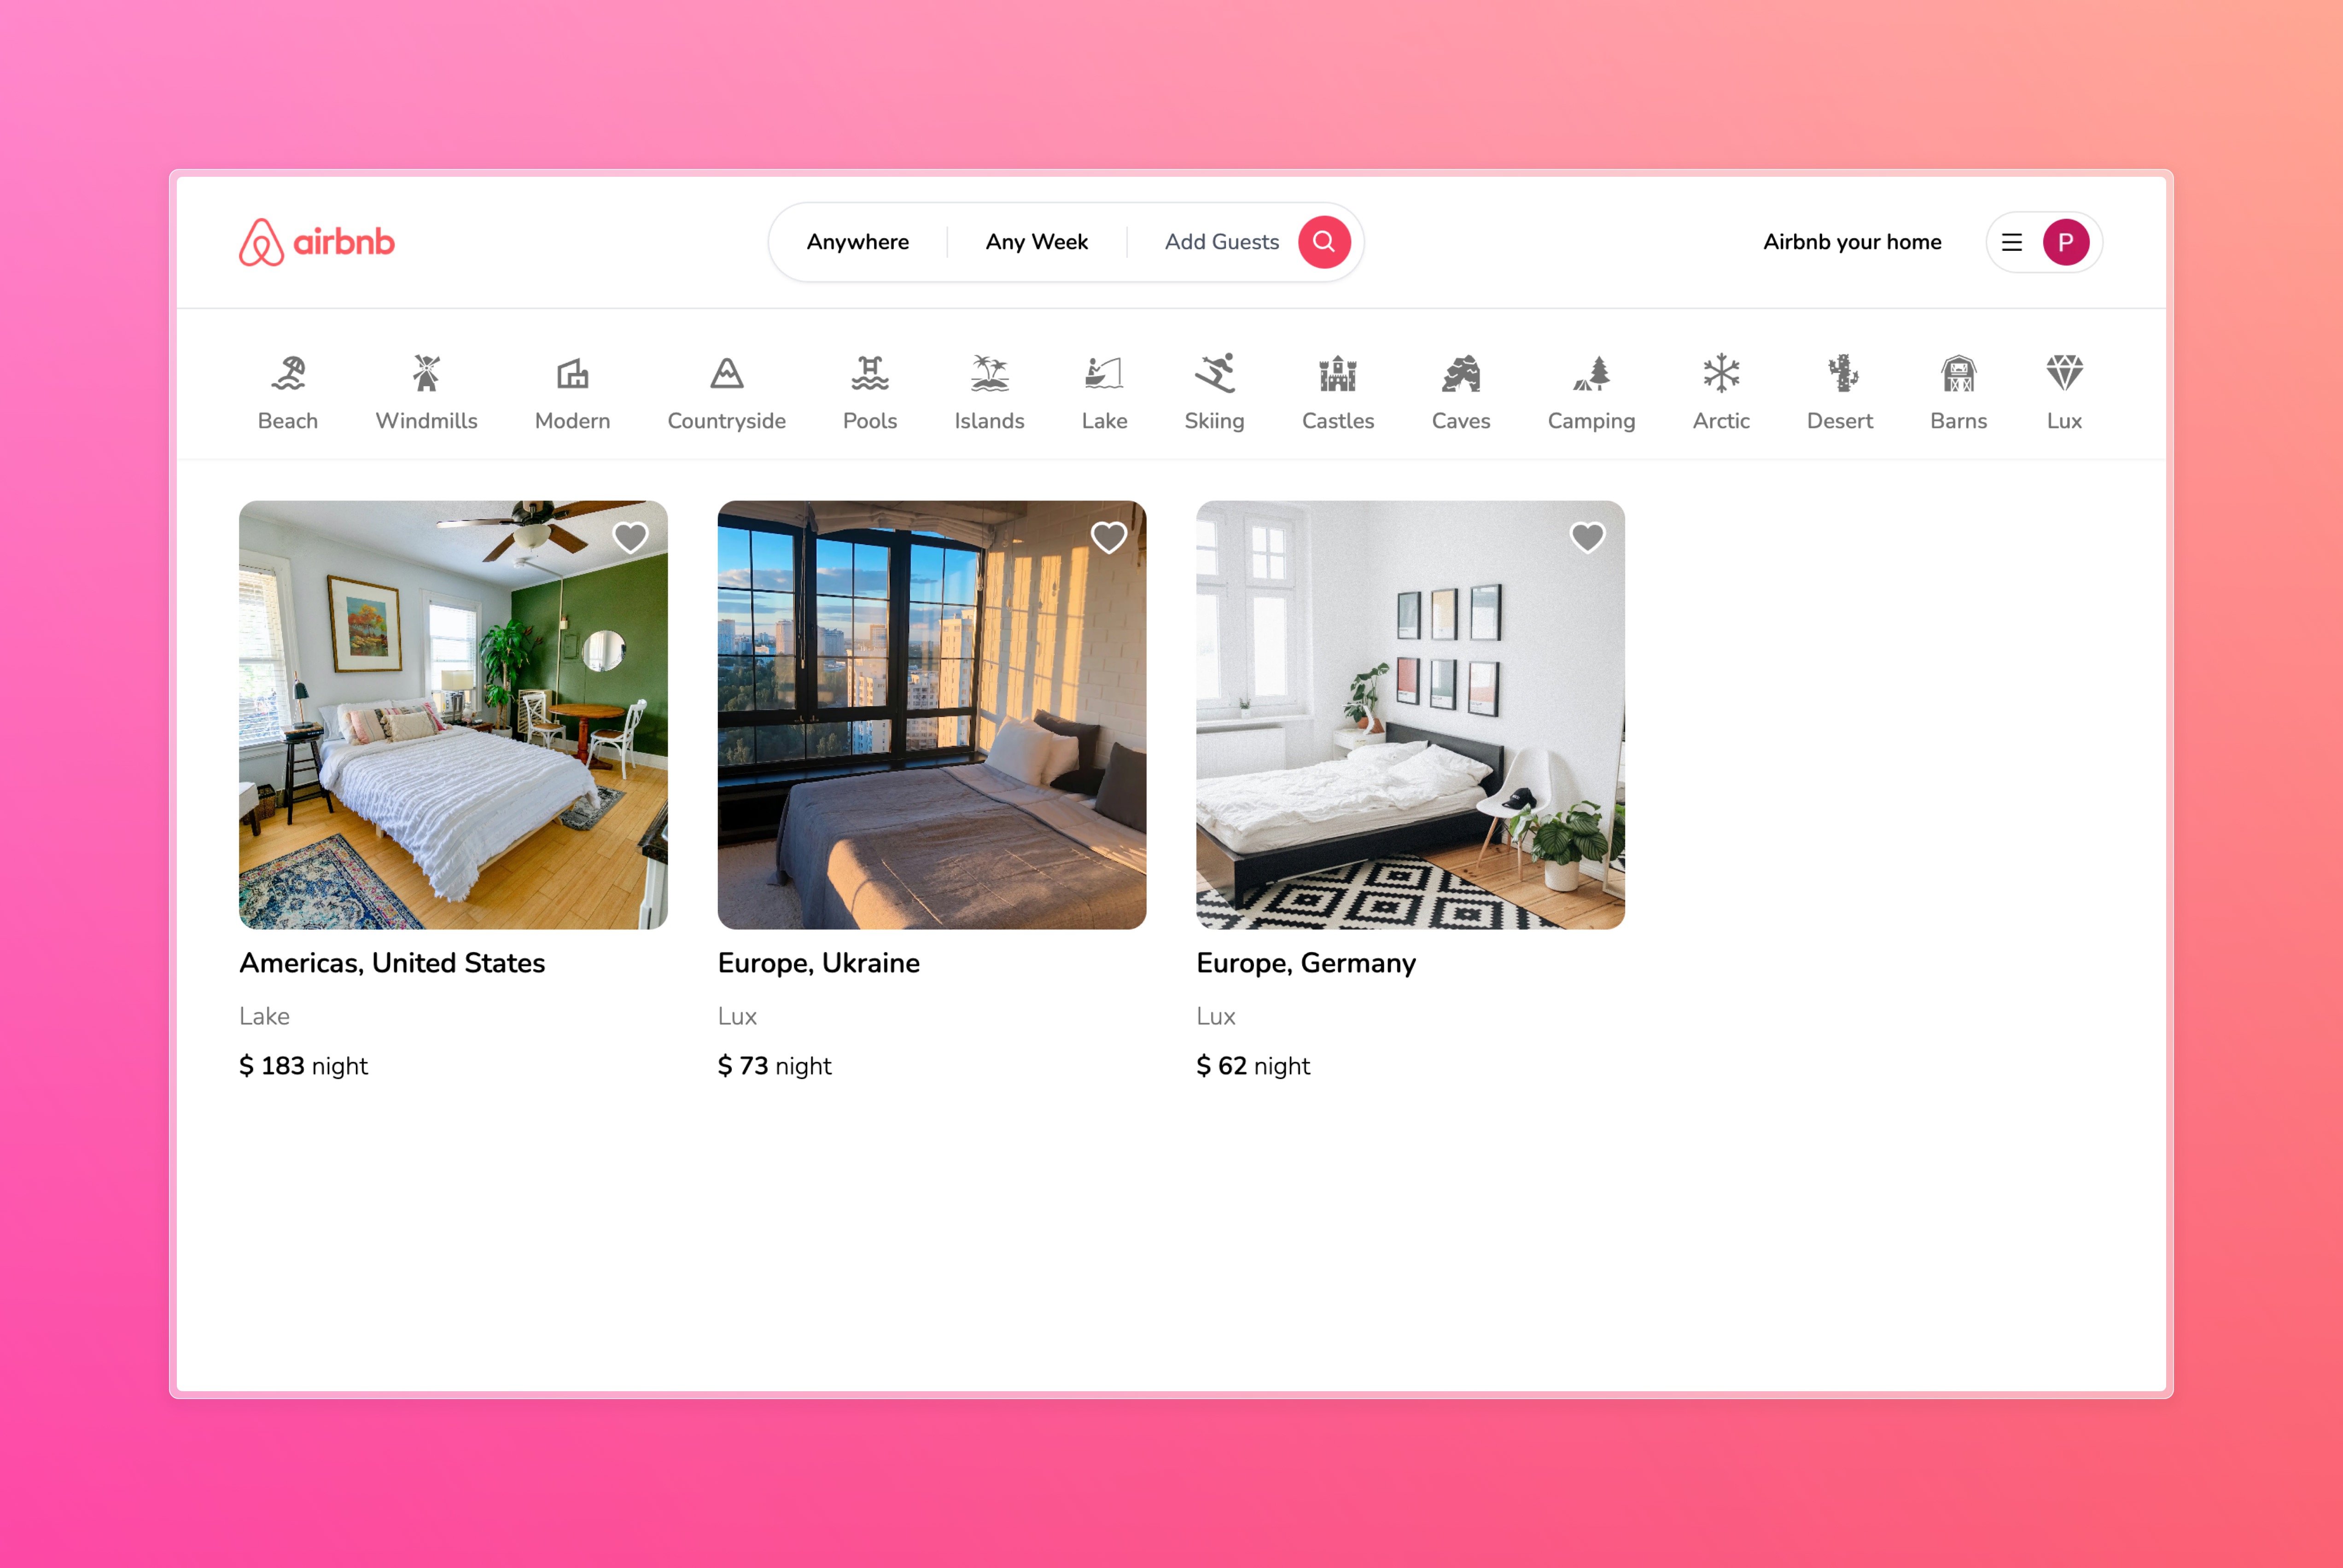 airbnb
Anywhere
Any Week
Add Guests
Airbnb your home
P
Beach
Windmills
Modern
Countryside
Pools
Islands
Lake
Skiing
Castles
Caves
Camping
Arctic
Desert
Barns
Lux
Americas, United States
Lake
$ 183 night
Europe, Ukraine
Lux
$ 73 night
Europe, Germany
Lux
$ 62 night